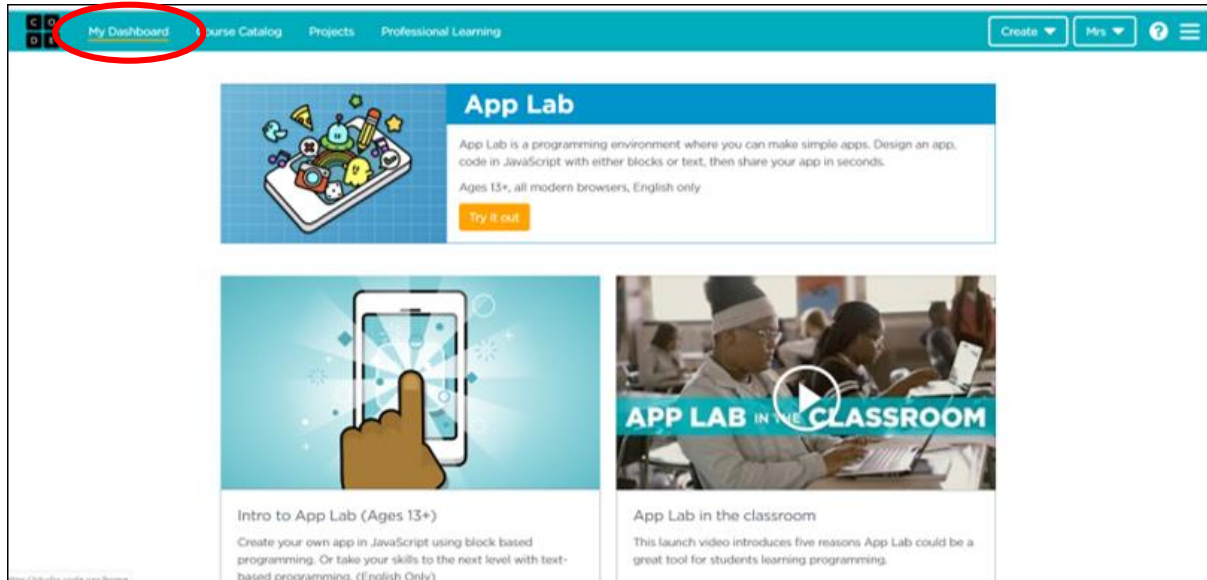 C O
D E
My Dashboard
Course Catalog
Projects
Professional Learning
Create
Mrs
?
App Lab
App Lab is a programming environment where you can make simple apps. Design an app,
code in JavaScript with either blocks or text, then share your app in seconds.
Ages 13+, all modern browsers, English only
Try it out
APP LAB IN THE CLASSROOM
Intro to App Lab (Ages 13+)
Create your own app in JavaScript using block based
programming. Or take your skills to the next level with text-
based programming. (English Only)
App Lab in the classroom
This launch video introduces five reasons App Lab could be a
great tool for students learning programming.